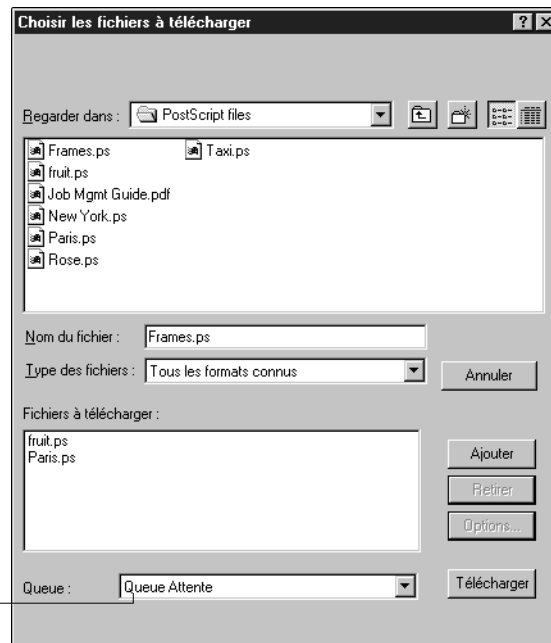 Choisir les fichiers à télécharger
Regarder dans : PostScript files
Frames.ps Taxi.ps
fruit.ps
Job Mgmt Guide.pdf
New York.ps
Paris.ps
Rose.ps
Nom du fichier : Frames.ps
Type des fichiers : Tous les formats connus
Annuler
Fichiers à télécharger :
fruit.ps
Paris.ps
Ajouter
Retirer
Options...
Queue : Queue Attente
Télécharger